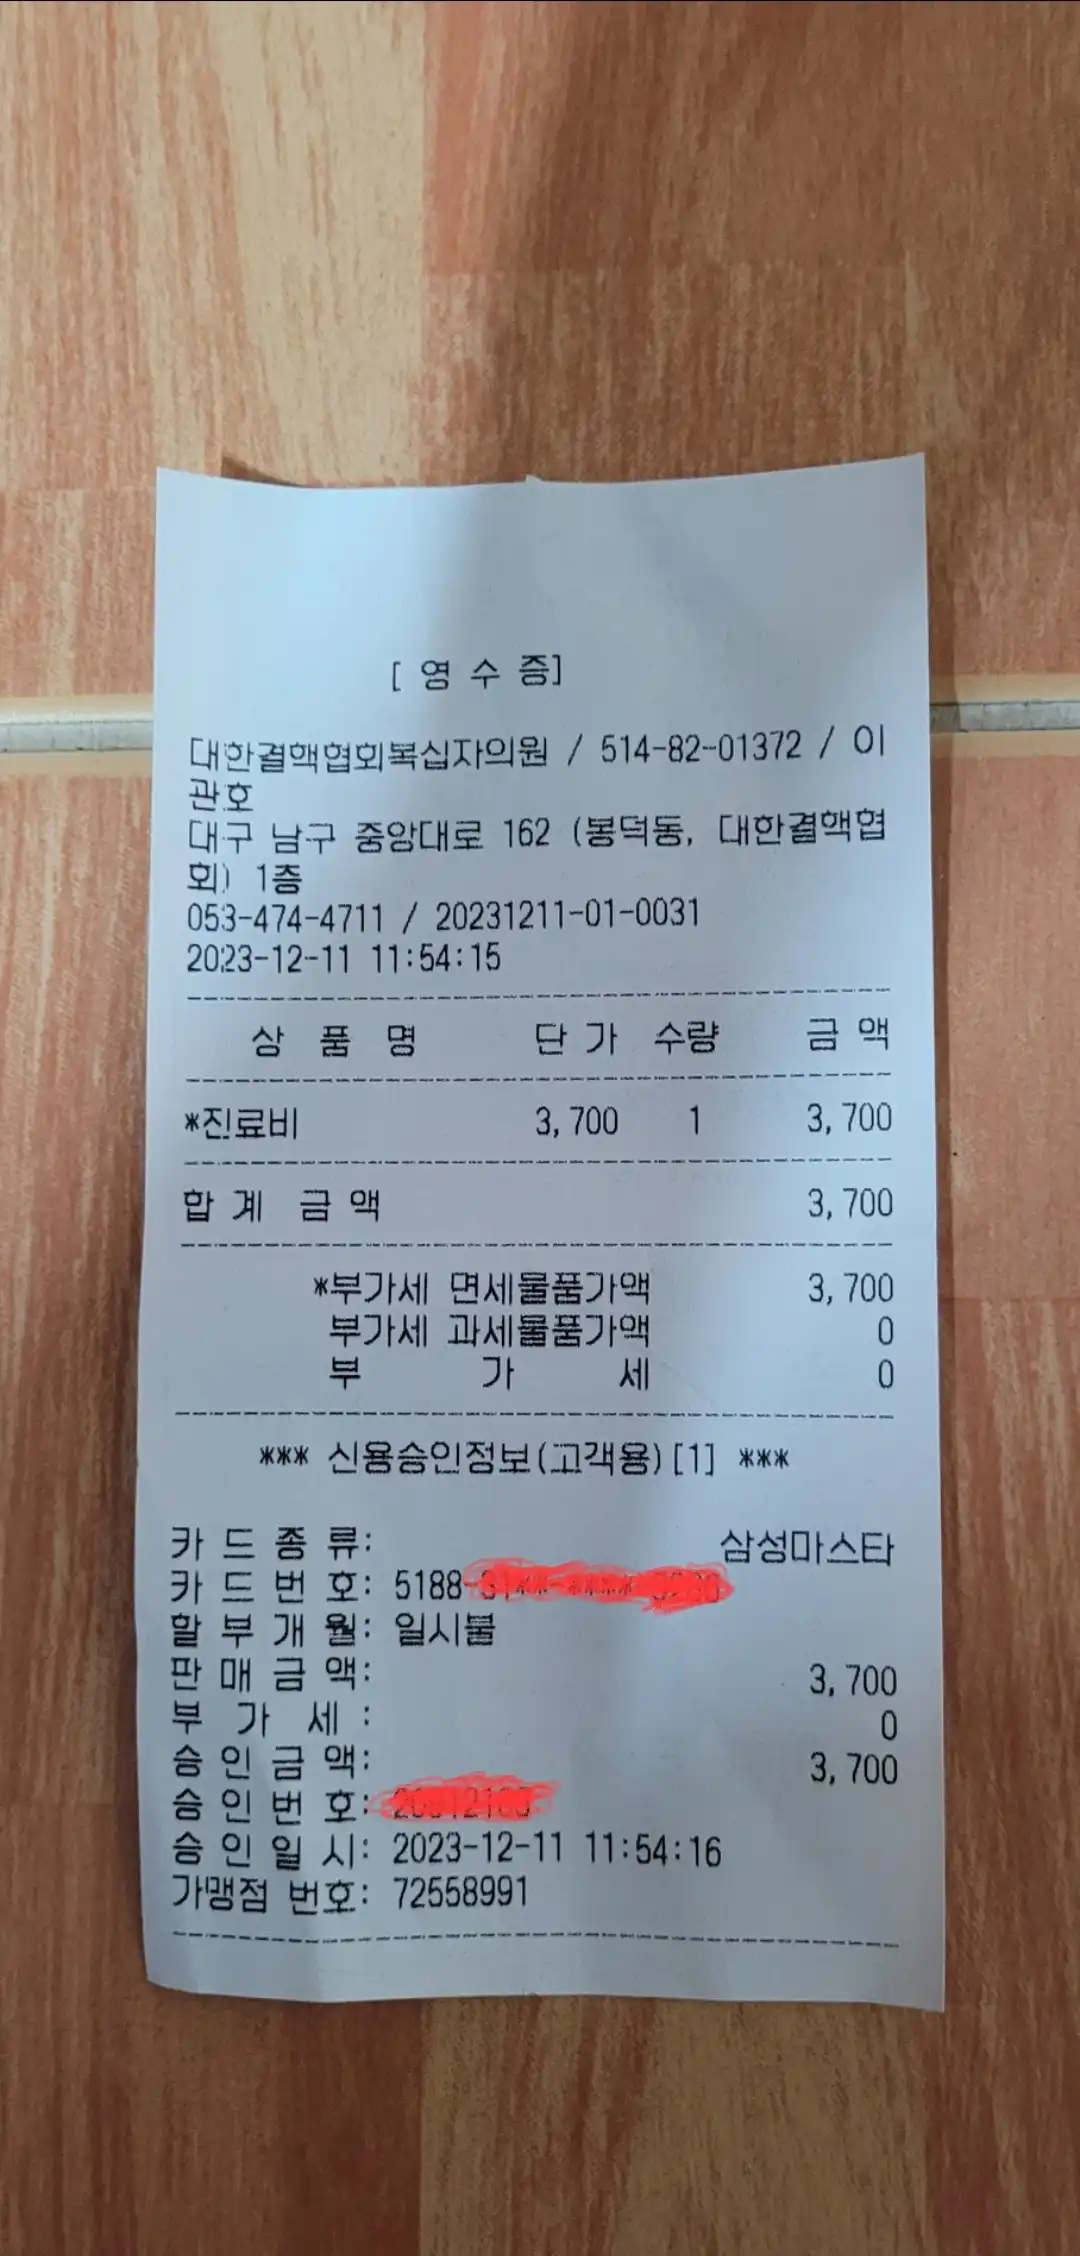 [ 영 수 증]
대한결핵협회복십자의원 / 514-82-01372 / 이
관호
대구 남구 중앙대로 162 (봉덕동, 대한결핵협
회) 1층
053-474-4711 / 20231211-01-0031
2023-12-11 11:54:15
상 품 명 단 가 수량 금 액
*진료비 3,700 1 3,700
합 계 금 액 3,700
*부가세 면세물품가액 3,700
부가세 과세물품가액 0
부 가 세 0
*** 신용승인정보(고객용)[1] ***
카 드 종 류: 삼성마스타
카 드 번 호: 5188-
할 부 개 월: 일시불
판 매 금 액: 3,700
부 가 세 : 0
승 인 금 액: 3,700
승 인 번 호:
승 인 일 시: 2023-12-11 11:54:16
가맹점 번호: 72558991